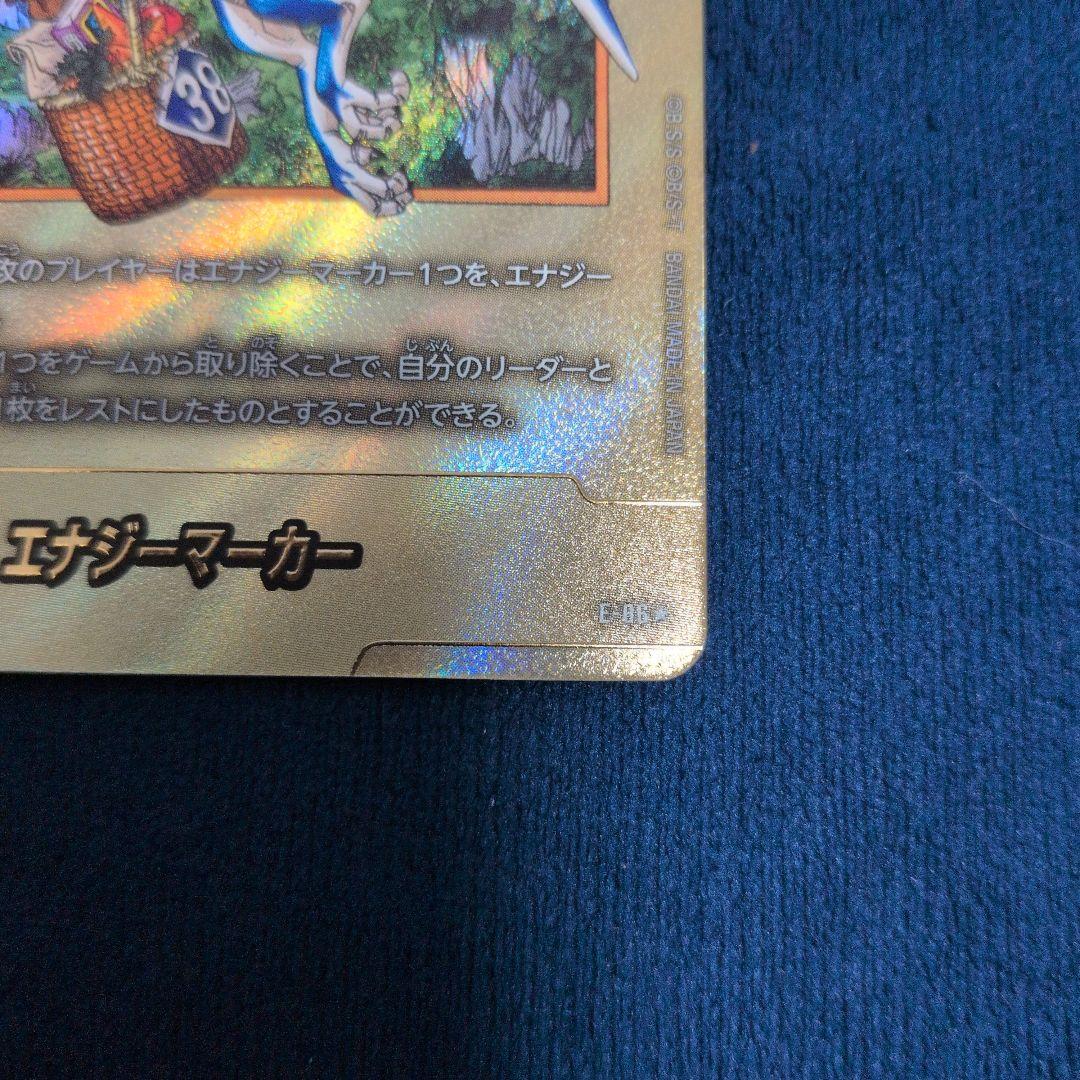 38
攻のプレイヤーはエナジーマーカー1つを、エナジー
1つをゲームから取り除くことで、自分のリーダーと
1枚をレストにしたものとすることができる。
エナジーマーカー
E-06★
©B・S/S ©B/S・T BANDAI MADE IN JAPAN